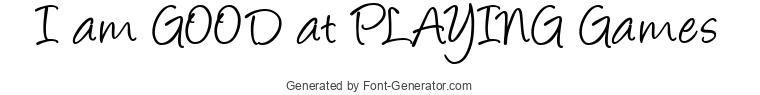 I am GOOD at PLAYING Games
Generated by Font-Generator.com